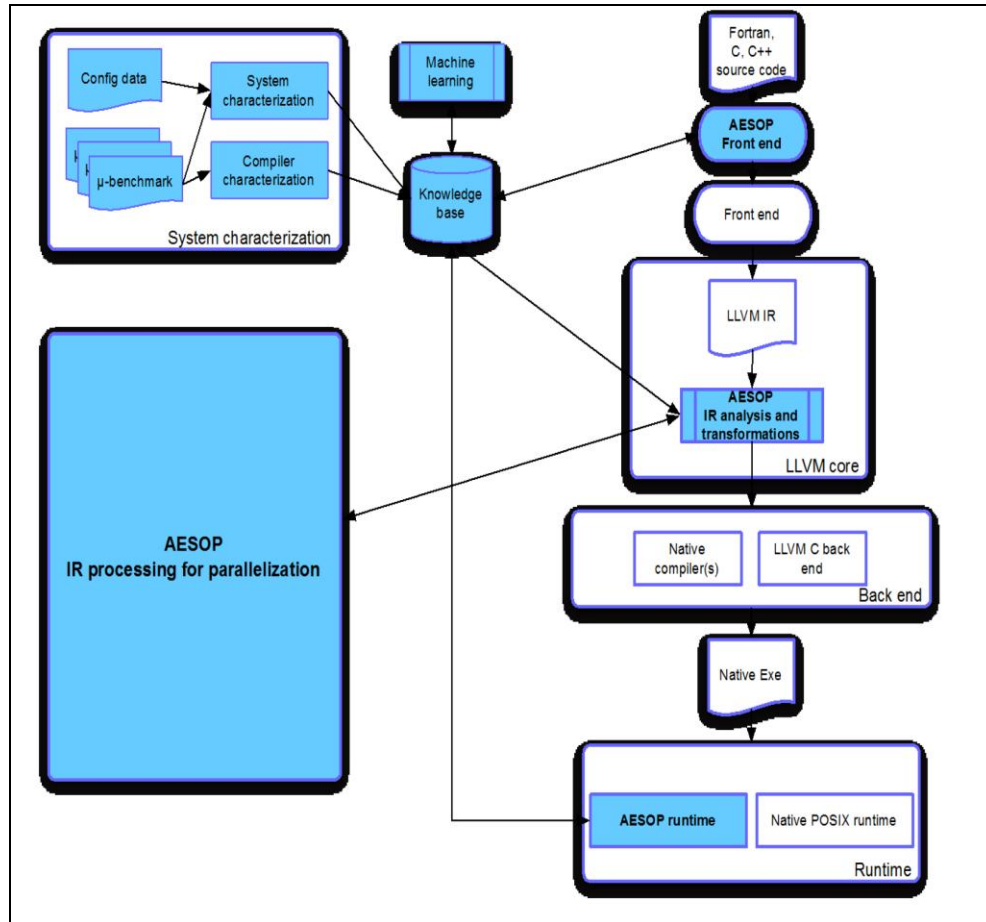 Config data
System
characterization
μ-benchmark
Compiler
characterization
System characterization
Machine
learning
Knowledge
base
Fortran,
C, C++
source code
AESOP
Front end
Front end
LLVM IR
AESOP
IR analysis and
transformations
LLVM core
AESOP
IR processing for parallelization
Native
compiler(s)
LLVM C back
end
Back end
Native Exe
AESOP runtime
Native POSIX runtime
Runtime